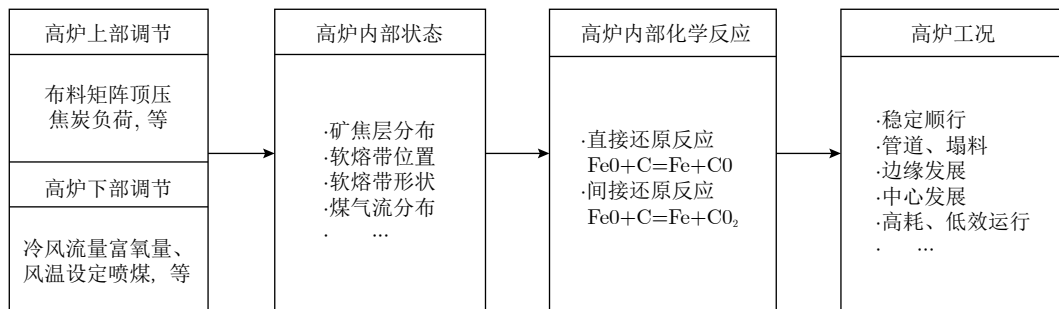 高炉上部调节
布料矩阵顶压
焦炭负荷, 等
高炉下部调节
冷风流量富氧量、
风温设定喷煤, 等
高炉内部状态
·矿焦层分布
·软熔带位置
·软熔带形状
·煤气流分布
· ...
高炉内部化学反应
·直接还原反应
Fe0+C=Fe+C0
·间接还原反应
Fe0+C=Fe+C0₂
高炉工况
·稳定顺行
·管道、塌料
·边缘发展
·中心发展
·高耗、低效运行
· ...